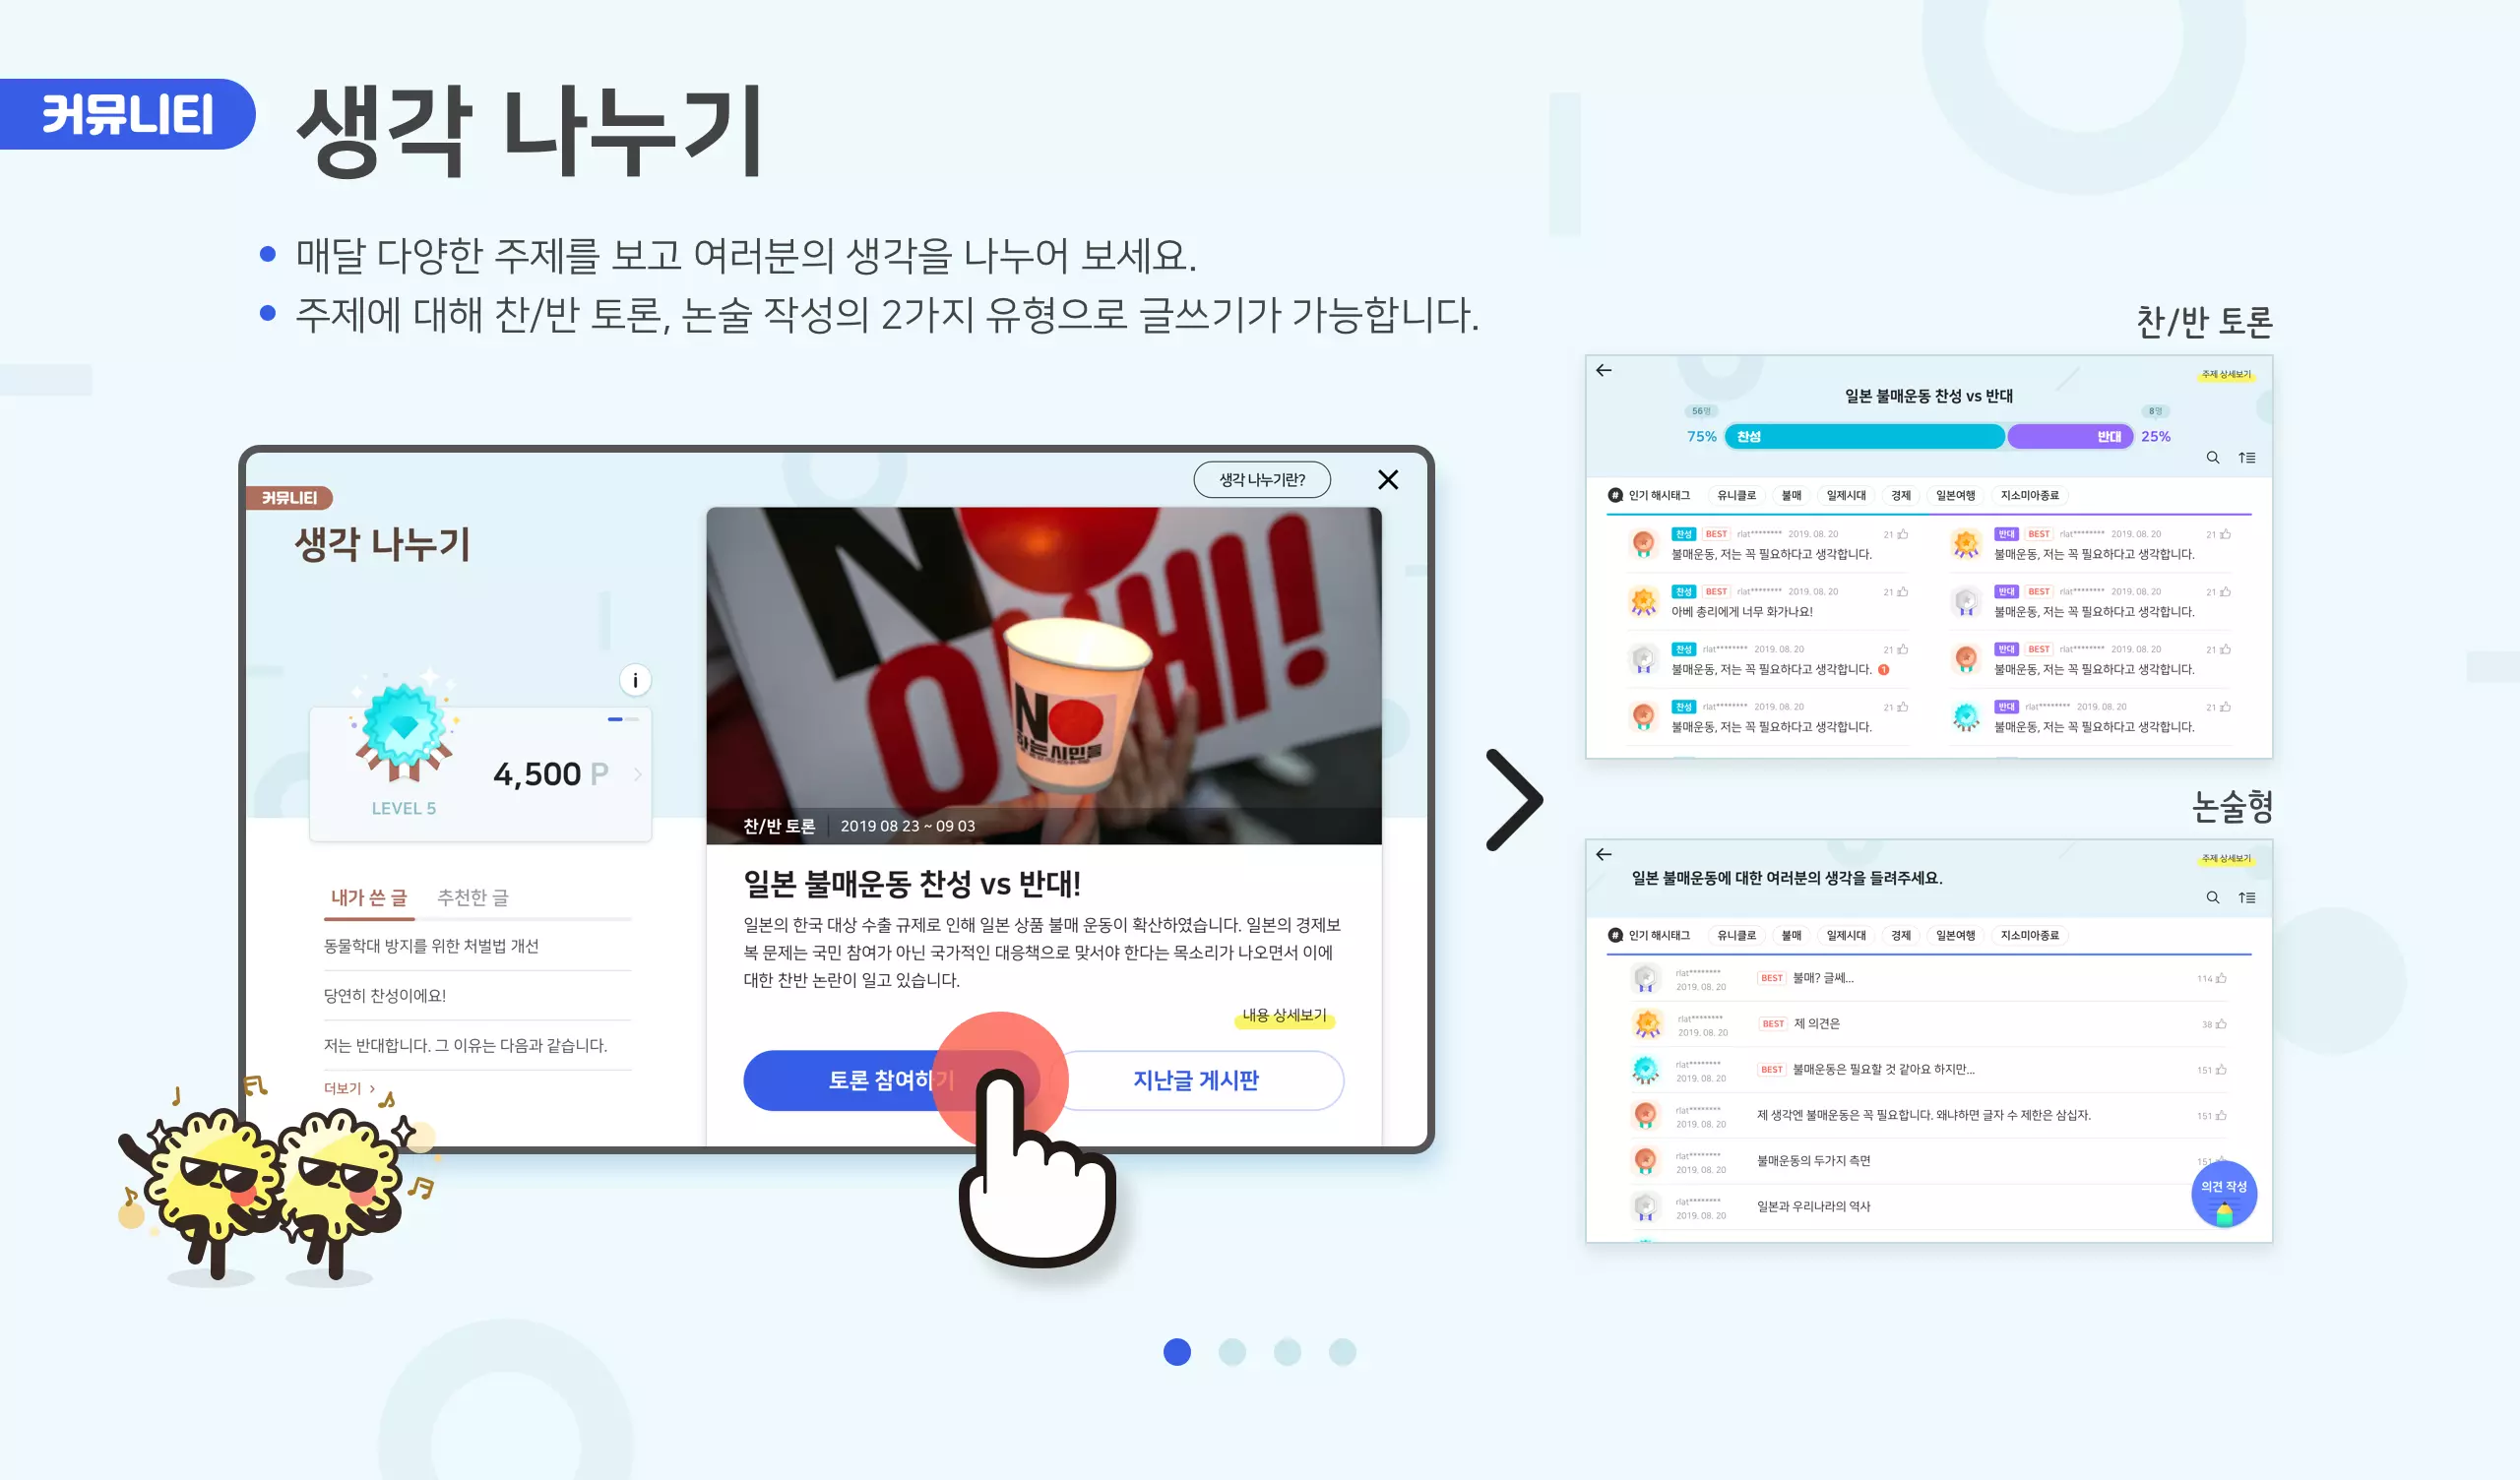 커뮤니티
생각 나누기
매달 다양한 주제를 보고 여러분의 생각을 나누어 보세요.
주제에 대해 찬/반 토론, 논술 작성의 2가지 유형으로 글쓰기가 가능합니다.
커뮤니티
생각 나누기
생각 나누기란?
i
LEVEL 5
4,500 P
내가 쓴 글 추천한 글
동물학대 방지를 위한 처벌법 개선
당연히 찬성이에요!
저는 반대합니다. 그 이유는 다음과 같습니다.
더보기
NO
하는 시민들
찬/반 토론 2019 08 23 ~ 09 03
일본 불매운동 찬성 vs 반대!
일본의 한국 대상 수출 규제로 인해 일본 상품 불매 운동이 확산하였습니다. 일본의 경제보
복 문제는 국민 참여가 아닌 국가적인 대응책으로 맞서야 한다는 목소리가 나오면서 이에
대한 찬반 논란이 일고 있습니다.
내용 상세보기
토론 참여하기
지난글 게시판
찬/반 토론
주제 상세보기
일본 불매운동 찬성 vs 반대
56명 8명
75% 찬성 반대 25%
# 인기 해시태그 유니클로 불매 일제시대 경제 일본여행 지소미아종료
찬성 BEST rlat******** 2019. 08. 20 21
불매운동, 저는 꼭 필요하다고 생각합니다.
찬성 BEST rlat******** 2019. 08. 20 21
아베 총리에게 너무 화가나요!
찬성 rlat******** 2019. 08. 20 21
불매운동, 저는 꼭 필요하다고 생각합니다. 1
찬성 rlat******** 2019. 08. 20 21
불매운동, 저는 꼭 필요하다고 생각합니다.
반대 BEST rlat******** 2019. 08. 20 21
불매운동, 저는 꼭 필요하다고 생각합니다.
반대 BEST rlat******** 2019. 08. 20 21
불매운동, 저는 꼭 필요하다고 생각합니다.
반대 BEST rlat******** 2019. 08. 20 21
불매운동, 저는 꼭 필요하다고 생각합니다.
반대 rlat******** 2019. 08. 20 21
불매운동, 저는 꼭 필요하다고 생각합니다.
논술형
주제 상세보기
일본 불매운동에 대한 여러분의 생각을 들려주세요.
# 인기 해시태그 유니클로 불매 일제시대 경제 일본여행 지소미아종료
rlat********
2019. 08. 20
BEST 불매? 글쎄... 114
rlat********
2019. 08. 20
BEST 제 의견은 38
rlat********
2019. 08. 20
BEST 불매운동은 필요할 것 같아요 하지만... 151
rlat********
2019. 08. 20
제 생각엔 불매운동은 꼭 필요합니다. 왜냐하면 글자 수 제한은 삼십자. 151
rlat********
2019. 08. 20
불매운동의 두가지 측면 151
rlat********
2019. 08. 20
일본과 우리나라의 역사
의견 작성